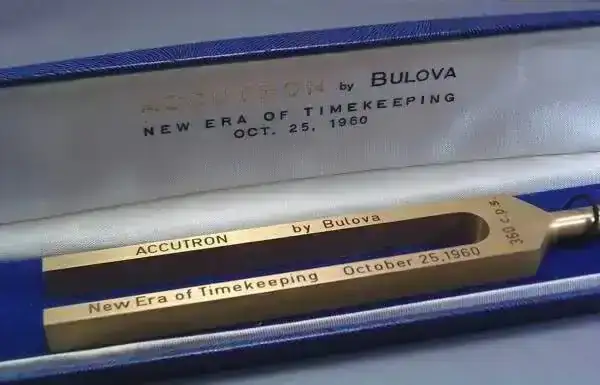 ACCUTRON by BULOVA
NEW ERA OF TIMEKEEPING
OCT. 25, 1960
ACCUTRON by Bulova
360 c.p.s.
New Era of Timekeeping October 25,1960